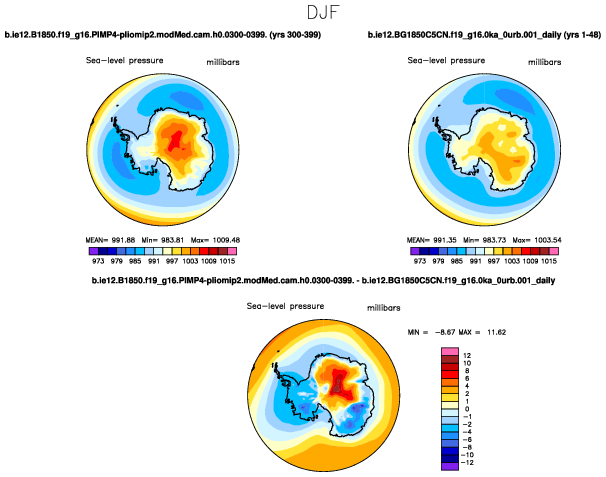 DJF
b.ie12.B1850.f19_g16.PIMP4-pliomip2.modMed.cam.h0.0300-0399. (yrs 300-399)
b.ie12.BG1850C5CN.f19_g16.0ka_0urb.001_daily (yrs 1-48)
Sea-level pressure millibars
Sea-level pressure millibars
MEAN= 991.88 Min= 983.81 Max= 1009.48
MEAN= 991.35 Min= 983.73 Max= 1003.54
973 979 985 991 997 1003 1009 1015
973 979 985 991 997 1003 1009 1015
b.ie12.B1850.f19_g16.PIMP4-pliomip2.modMed.cam.h0.0300-0399. - b.ie12.BG1850C5CN.f19_g16.0ka_0urb.001_daily
Sea-level pressure millibars
MIN = -8.67 MAX = 11.62
12
10
8
6
4
2
1
0
-1
-2
-4
-6
-8
-10
-12